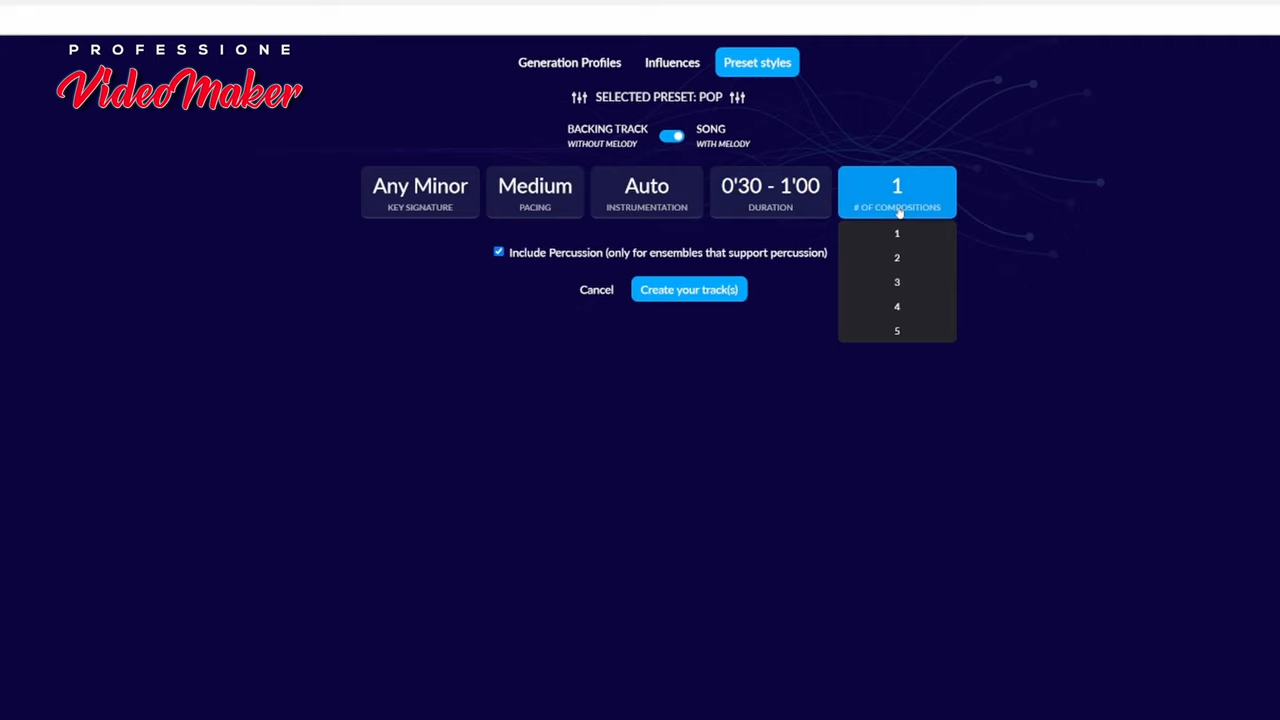 PROFESSIONE
VideoMaker
Generation Profiles
Influences
Preset styles
SELECTED PRESET: POP
BACKING TRACK
WITHOUT MELODY
SONG
WITH MELODY
Any Minor
KEY SIGNATURE
Medium
PACING
Auto
INSTRUMENTATION
0'30 - 1'00
DURATION
1
# OF COMPOSITIONS
1
2
3
4
5
Include Percussion (only for ensembles that support percussion)
Cancel
Create your track(s)